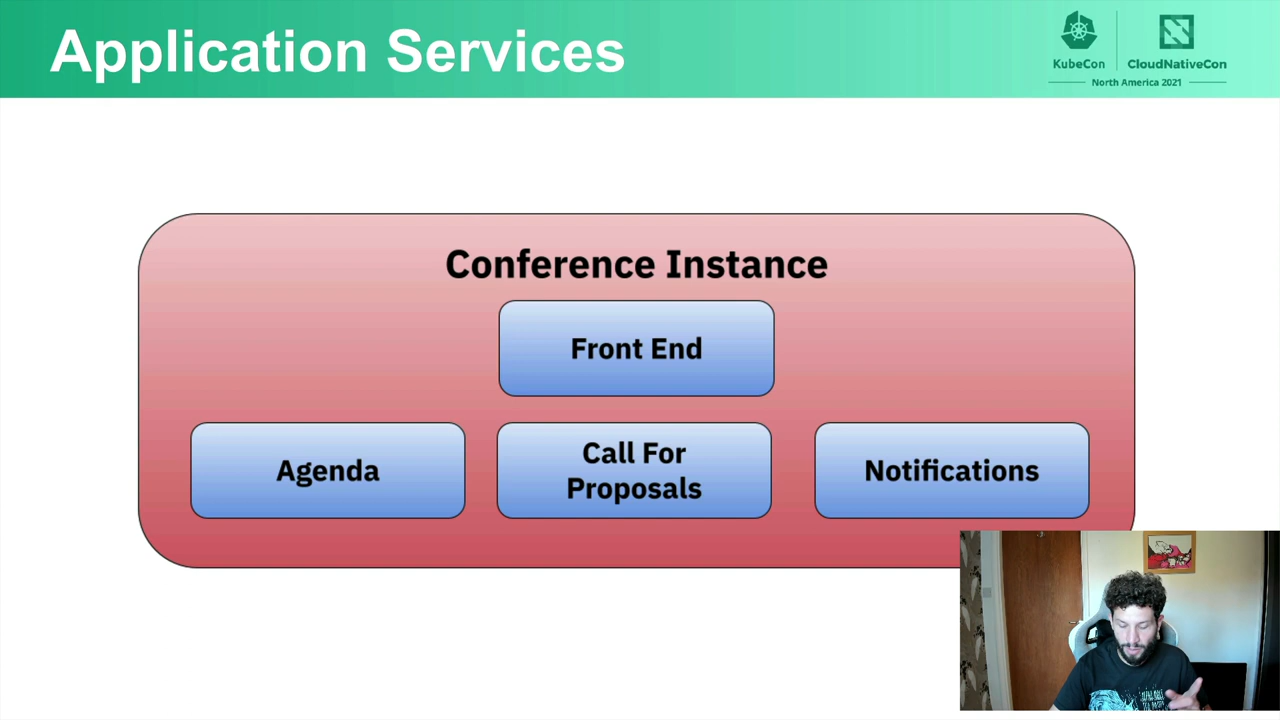 Application Services
KubeCon
CloudNativeCon
North America 2021
Conference Instance
Front End
Agenda
Call For
Proposals
Notifications